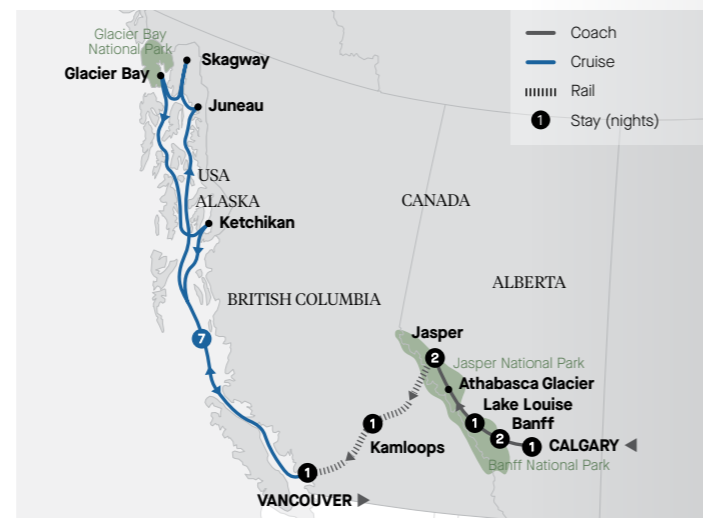 Glacier Bay
National Park
Glacier Bay
Skagway
Juneau
USA
ALASKA
Ketchikan
CANADA
BRITISH COLUMBIA
ALBERTA
7
Jasper
2
Jasper National Park
Athabasca Glacier
Lake Louise
1
Banff
2
1
CALGARY
Banff National Park
1
Kamloops
1
VANCOUVER
Coach
Cruise
Rail
1
Stay (nights)